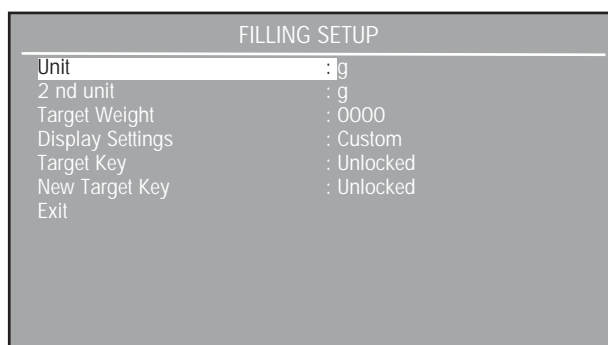 FILLING SETUP
Unit : g
2 nd unit : g
Target Weight : 0000
Display Settings : Custom
Target Key : Unlocked
New Target Key : Unlocked
Exit